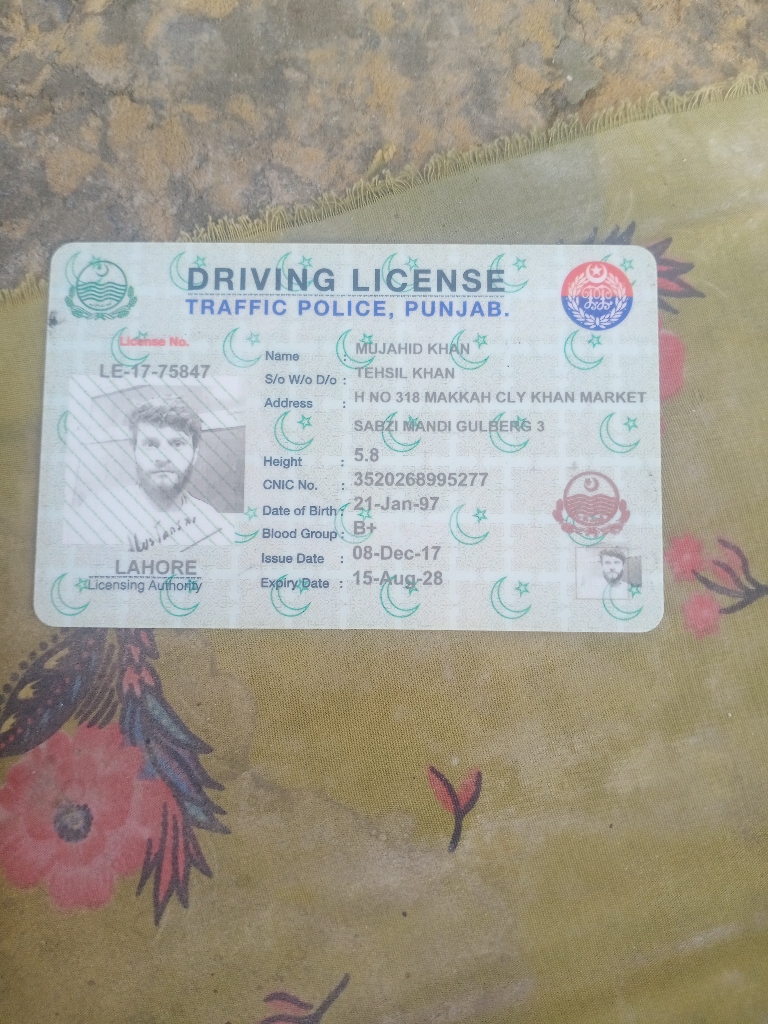 DRIVING LICENSE
TRAFFIC POLICE, PUNJAB.
License No.
LE-17-75847
Name : MUJAHID KHAN
S/o W/o D/o : TEHSIL KHAN
Address : H NO 318 MAKKAH CLY KHAN MARKET
SABZI MANDI GULBERG 3
Height : 5.8
CNIC No. : 3520268995277
Date of Birth : 21-Jan-97
Blood Group : B+
Issue Date : 08-Dec-17
Expiry Date : 15-Aug-28
LAHORE
Licensing Authority